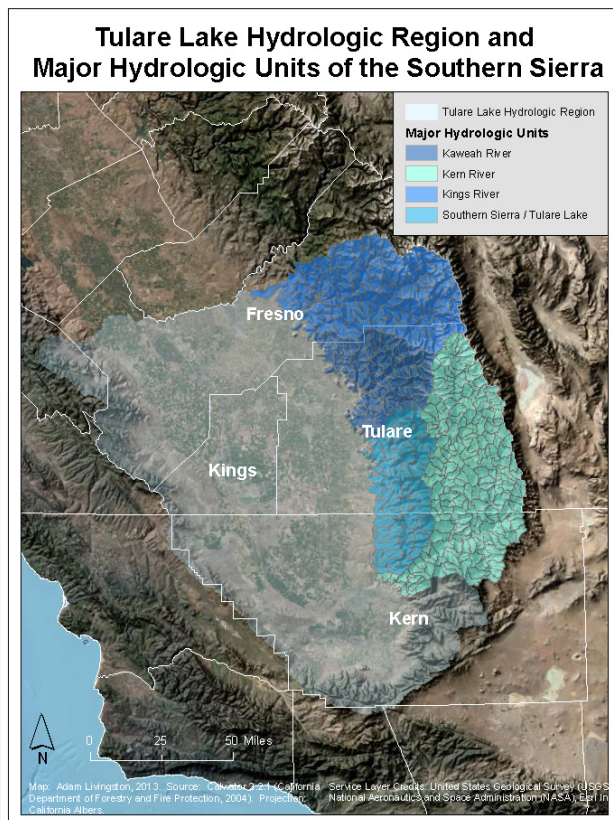 Tulare Lake Hydrologic Region and
Major Hydrologic Units of the Southern Sierra
Tulare Lake Hydrologic Region
Major Hydrologic Units
Kaweah River
Kern River
Kings River
Southern Sierra / Tulare Lake
Fresno
Tulare
Kings
Kern
N
0 25 50 Miles
Map: Adam Livingston, 2013. Source: Calwater 2.2.1 (California
Department of Forestry and Fire Protection, 2004). Projection:
California Albers.
Service Layer Credits: United States Geological Survey (USGS
National Aeronautics and Space Administration (NASA), Esri In